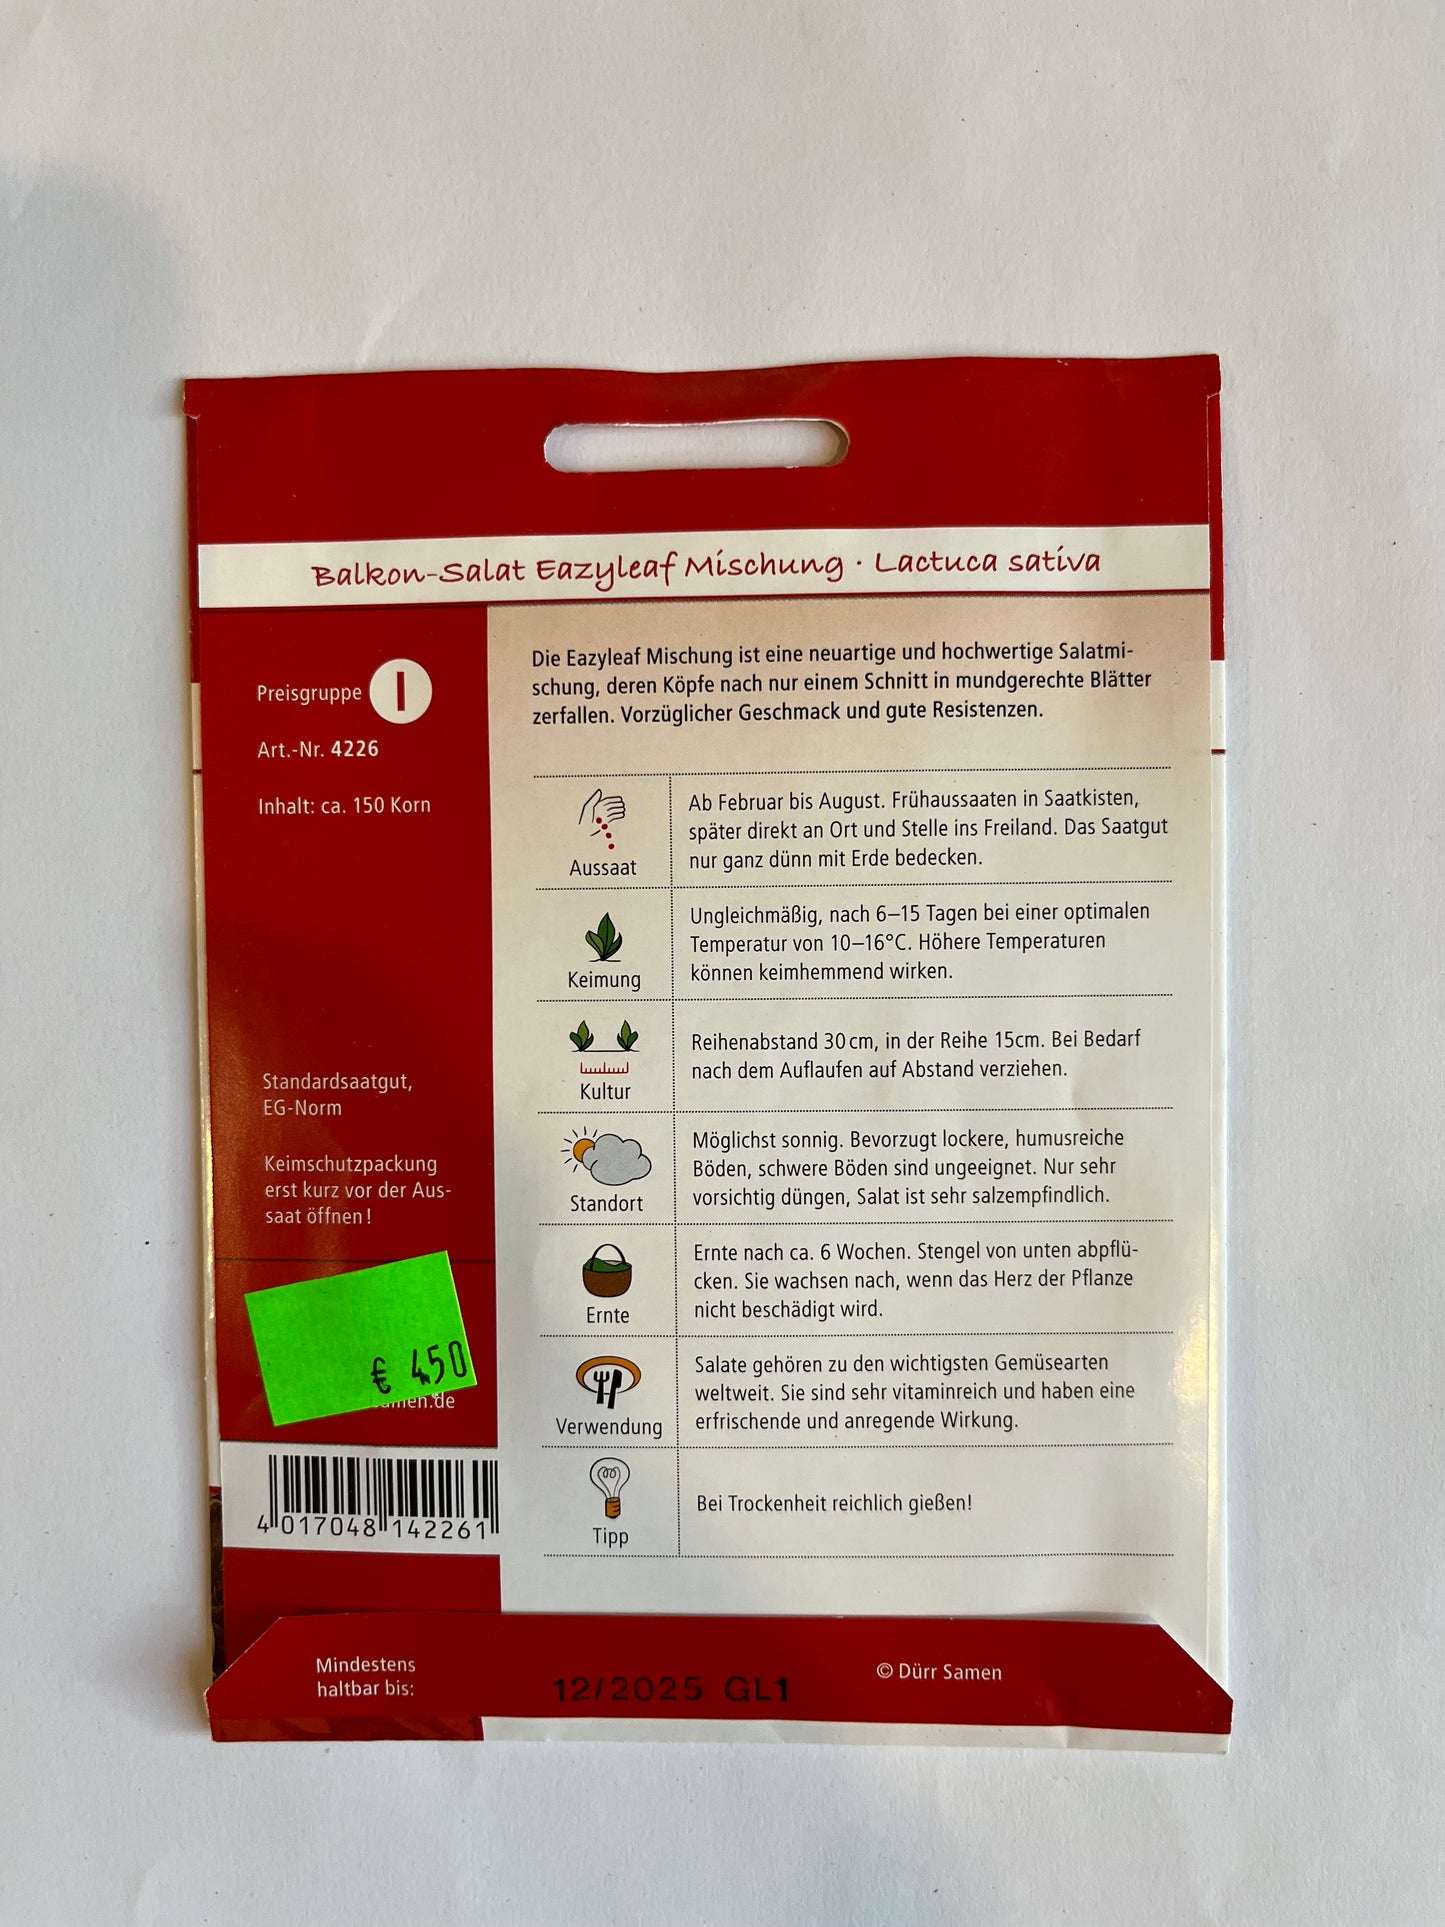 Balkon-Salat Eazyleaf Mischung · Lactuca sativa
Preisgruppe I
Art.-Nr. 4226
Inhalt: ca. 150 Korn
Standardsaatgut,
EG-Norm
Keimschutzpackung
erst kurz vor der Aus-
saat öffnen!
€ 4,50
amen.de
4 017048 142261
Die Eazyleaf Mischung ist eine neuartige und hochwertige Salatmi-
schung, deren Köpfe nach nur einem Schnitt in mundgerechte Blätter
zerfallen. Vorzüglicher Geschmack und gute Resistenzen.
Aussaat
Ab Februar bis August. Frühaussaaten in Saatkisten,
später direkt an Ort und Stelle ins Freiland. Das Saatgut
nur ganz dünn mit Erde bedecken.
Keimung
Ungleichmäßig, nach 6–15 Tagen bei einer optimalen
Temperatur von 10–16°C. Höhere Temperaturen
können keimhemmend wirken.
Kultur
Reihenabstand 30 cm, in der Reihe 15cm. Bei Bedarf
nach dem Auflaufen auf Abstand verziehen.
Standort
Möglichst sonnig. Bevorzugt lockere, humusreiche
Böden, schwere Böden sind ungeeignet. Nur sehr
vorsichtig düngen, Salat ist sehr salzempfindlich.
Ernte
Ernte nach ca. 6 Wochen. Stengel von unten abpflü-
cken. Sie wachsen nach, wenn das Herz der Pflanze
nicht beschädigt wird.
Verwendung
Salate gehören zu den wichtigsten Gemüsearten
weltweit. Sie sind sehr vitaminreich und haben eine
erfrischende und anregende Wirkung.
Tipp
Bei Trockenheit reichlich gießen!
Mindestens
haltbar bis:
12/2025 GL1
© Dürr Samen